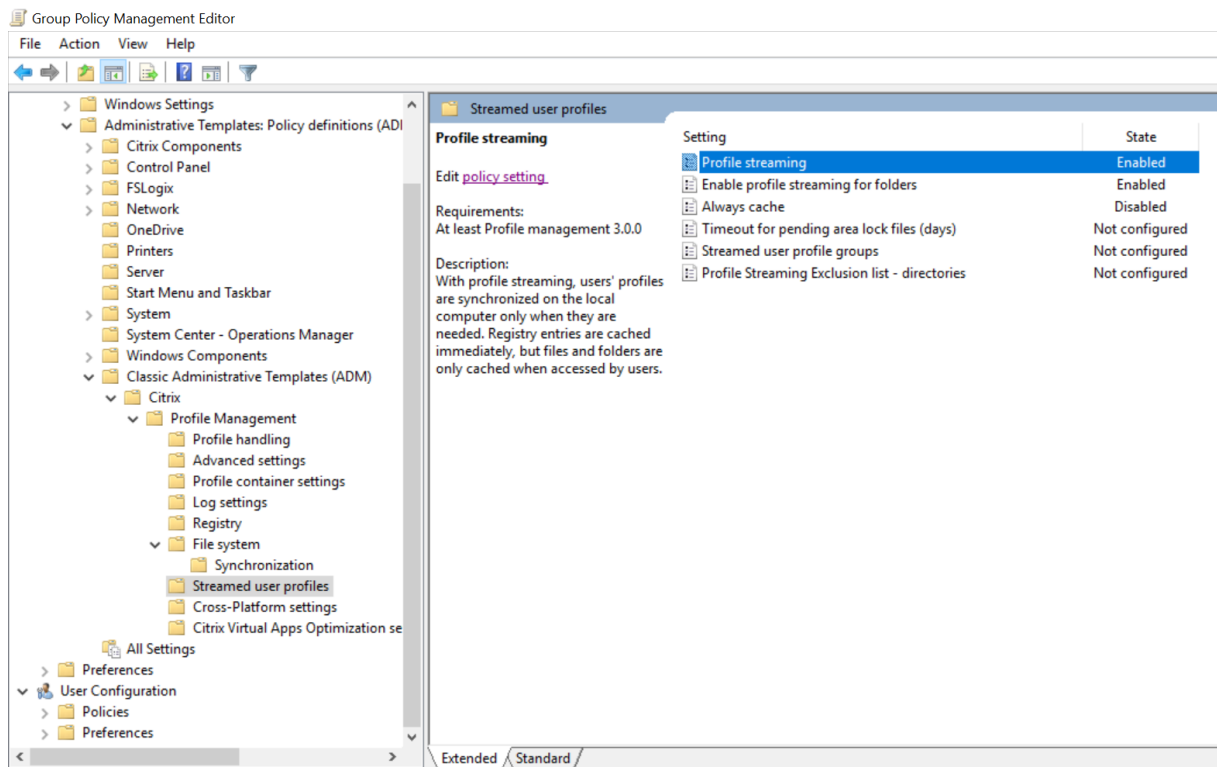 Group Policy Management Editor
File Action View Help
Windows Settings
Administrative Templates: Policy definitions (ADI
Citrix Components
Control Panel
FSLogix
Network
OneDrive
Printers
Server
Start Menu and Taskbar
System
System Center - Operations Manager
Windows Components
Classic Administrative Templates (ADM)
Citrix
Profile Management
Profile handling
Advanced settings
Profile container settings
Log settings
Registry
File system
Synchronization
Streamed user profiles
Cross-Platform settings
Citrix Virtual Apps Optimization se
All Settings
Preferences
User Configuration
Policies
Preferences
Streamed user profiles
Profile streaming
Edit policy setting
Requirements:
At least Profile management 3.0.0
Description:
With profile streaming, users' profiles
are synchronized on the local
computer only when they are
needed. Registry entries are cached
immediately, but files and folders are
only cached when accessed by users.
Setting State
Profile streaming Enabled
Enable profile streaming for folders Enabled
Always cache Disabled
Timeout for pending area lock files (days) Not configured
Streamed user profile groups Not configured
Profile Streaming Exclusion list - directories Not configured
Extended Standard